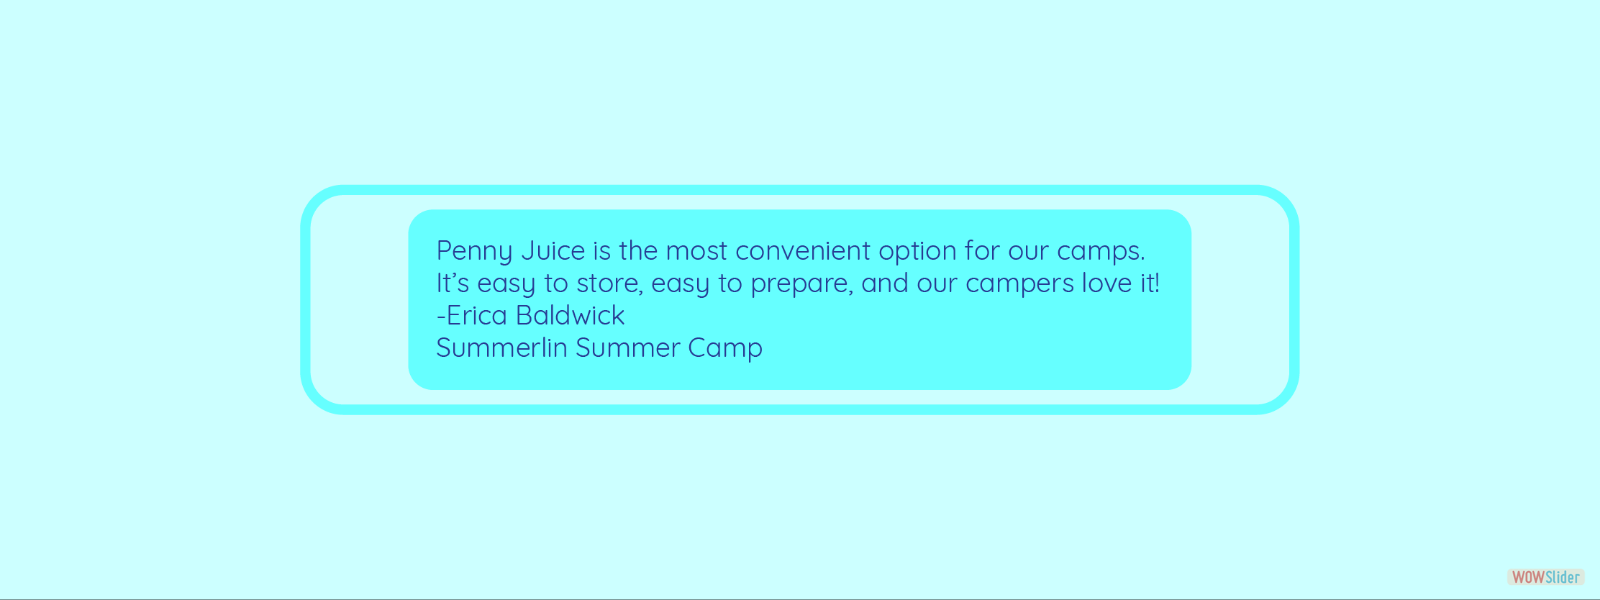 Penny Juice is the most convenient option for our camps.
It’s easy to store, easy to prepare, and our campers love it!
-Erica Baldwick
Summerlin Summer Camp
WOWSlider